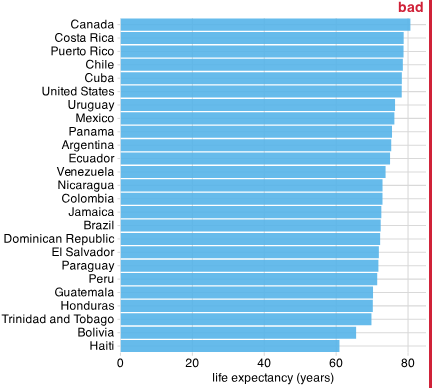 bad
Canada
Costa Rica
Puerto Rico
Chile
Cuba
United States
Uruguay
Mexico
Panama
Argentina
Ecuador
Venezuela
Nicaragua
Colombia
Jamaica
Brazil
Dominican Republic
El Salvador
Paraguay
Peru
Guatemala
Honduras
Trinidad and Tobago
Bolivia
Haiti
0 20 40 60 80
life expectancy (years)